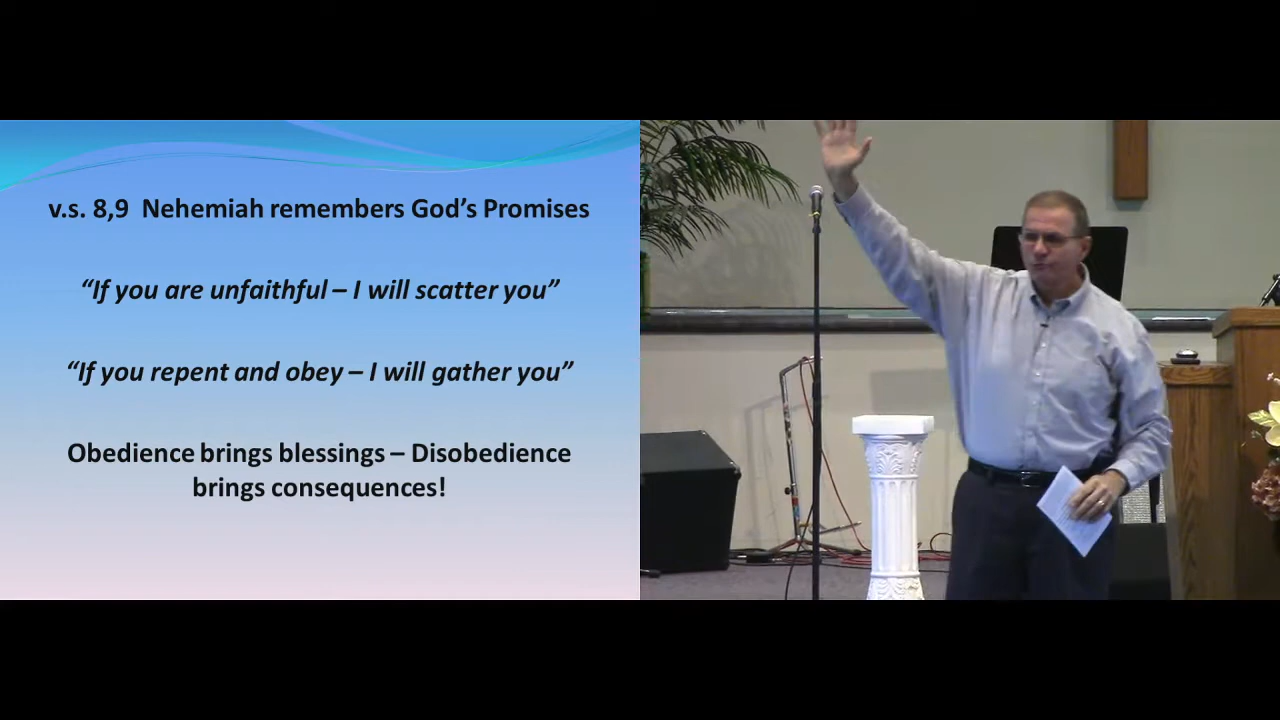 v.s. 8,9  Nehemiah remembers God’s Promises
“If you are unfaithful – I will scatter you”
“If you repent and obey – I will gather you”
Obedience brings blessings – Disobedience
brings consequences!